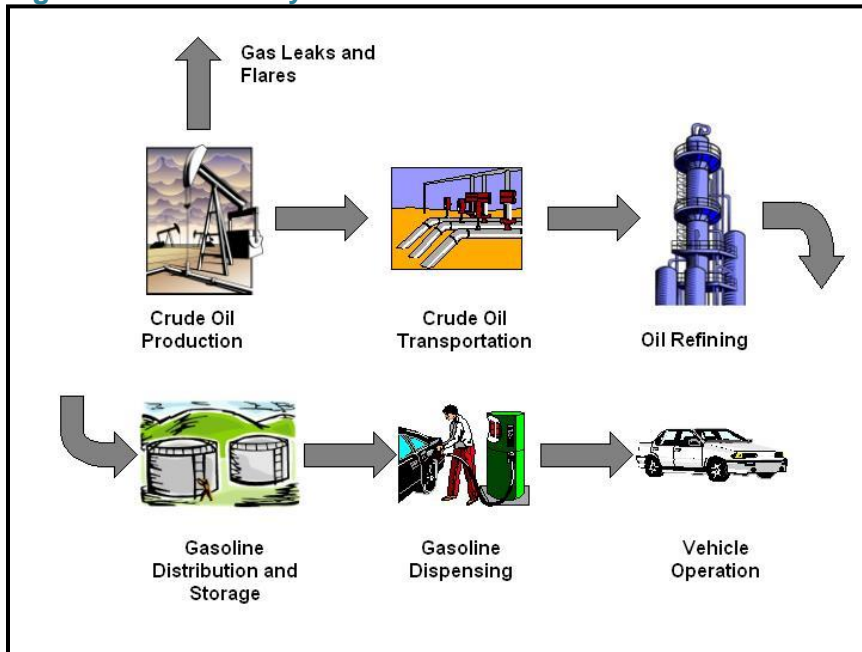 Gas Leaks and
Flares
Crude Oil
Production
Crude Oil
Transportation
Oil Refining
Gasoline
Distribution and
Storage
Gasoline
Dispensing
Vehicle
Operation